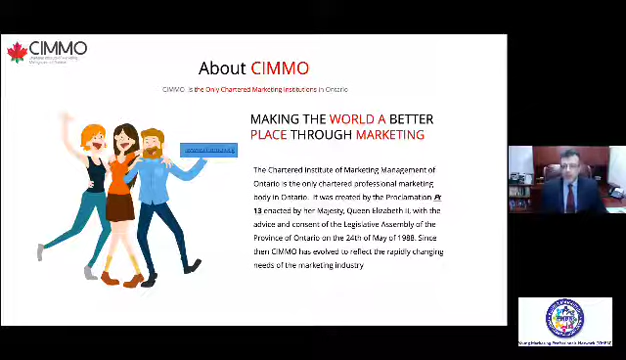 CIMMO
About CIMMO
CIMMO is the Only Chartered Marketing Institutions in Ontario
MAKING THE WORLD A BETTER
PLACE THROUGH MARKETING
The Chartered Institute of Marketing Management of
Ontario is the only chartered professional marketing
body in Ontario. It was created by the Proclamation Pr
13 enacted by her Majesty, Queen Elizabeth II, with the
advice and consent of the Legislative Assembly of the
Province of Ontario on the 24th of May of 1988. Since
then CIMMO has evolved to reflect the rapidly changing
needs of the marketing industry
Young Marketing Professionals Network